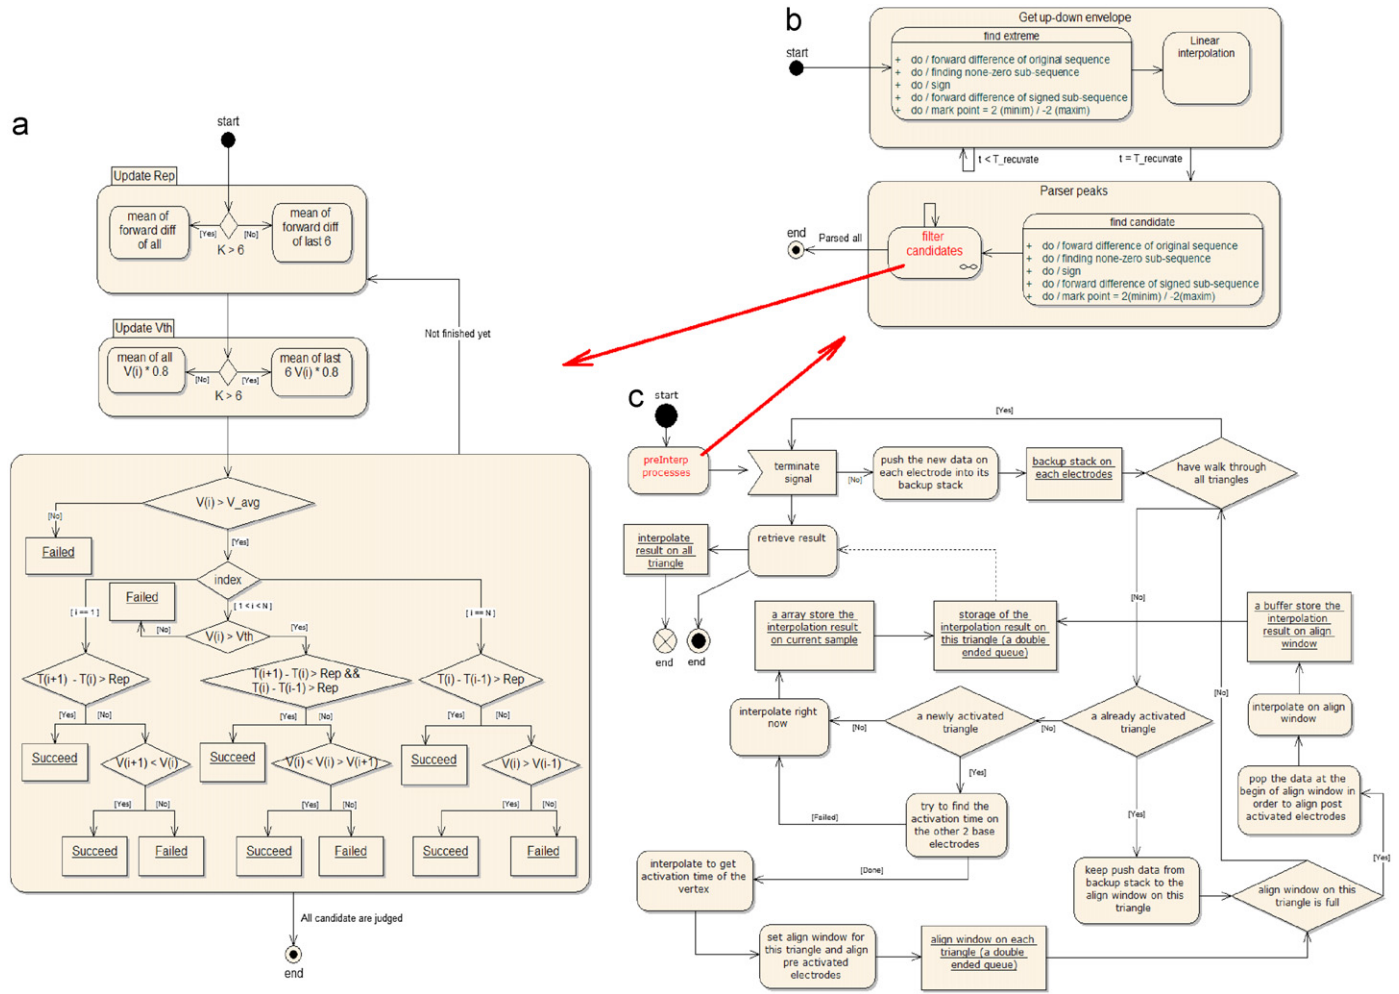 a
start
Update Rep
mean of
forward diff
of all
[Yes]
[No]
K > 6
mean of
forward diff
of last 6
Update Vth
mean of all
V(i) * 0.8
[No]
[Yes]
K > 6
mean of last
6 V(i) * 0.8
Not finished yet
V(i) > V_avg
[No]
Failed
[Yes]
index
[ i == 1 ]
Failed
[ 1 < i < N ]
[ i == N ]
[No]
V(i) > Vth
[Yes]
T(i+1) - T(i) > Rep
T(i+1) - T(i) > Rep &&
T(i) - T(i-1) > Rep
T(i) - T(i-1) > Rep
[Yes]
[No]
[Yes]
[No]
[Yes]
[No]
Succeed
V(i+1) < V(i)
Succeed
V(i) < V(i) > V(i+1)
Succeed
V(i) > V(i-1)
[Yes]
[No]
[Yes]
[No]
[Yes]
[No]
Succeed
Failed
Succeed
Failed
Succeed
Failed
All candidate are judged
end
b
start
Get up-down envelope
find extreme
+ do / forward difference of original sequence
+ do / finding none-zero sub-sequence
+ do / sign
+ do / forward difference of signed sub-sequence
+ do / mark point = 2 (minim) / -2 (maxim)
Linear
interpolation
t < T_recuvate
t = T_recurvate
Parser peaks
end
Parsed all
filter
candidates
find candidate
+ do / foward difference of original sequence
+ do / finding none-zero sub-sequence
+ do / sign
+ do / forward difference of signed sub-sequence
+ do / mark point = 2(minim) / -2(maxim)
c
start
preInterp
processes
terminate
signal
[No]
push the new data on
each electrode into its
backup stack
backup stack on
each electrodes
[Yes]
have walk through
all triangles
interpolate
result on all
triangle
retrieve result
end
end
a array store the
interpolation result
on current sample
storage of the
interpolation result on
this triangle (a double
ended queue)
[No]
[No]
a buffer store the
interpolation
result on align
window
interpolate right
now
[No]
a newly activated
triangle
[No]
a already activated
triangle
interpolate on align
window
[Yes]
[Yes]
pop the data at the
begin of align window in
order to align post
activated electrodes
[Failed]
try to find the
activation time on
the other 2 base
electrodes
[Yes]
interpolate to get
activation time of the
vertex
[Done]
keep push data from
backup stack to the
align window on this
triangle
align window on this
triangle is full
set align window for
this triangle and align
pre activated
electrodes
align window on each
triangle (a double
ended queue)
end